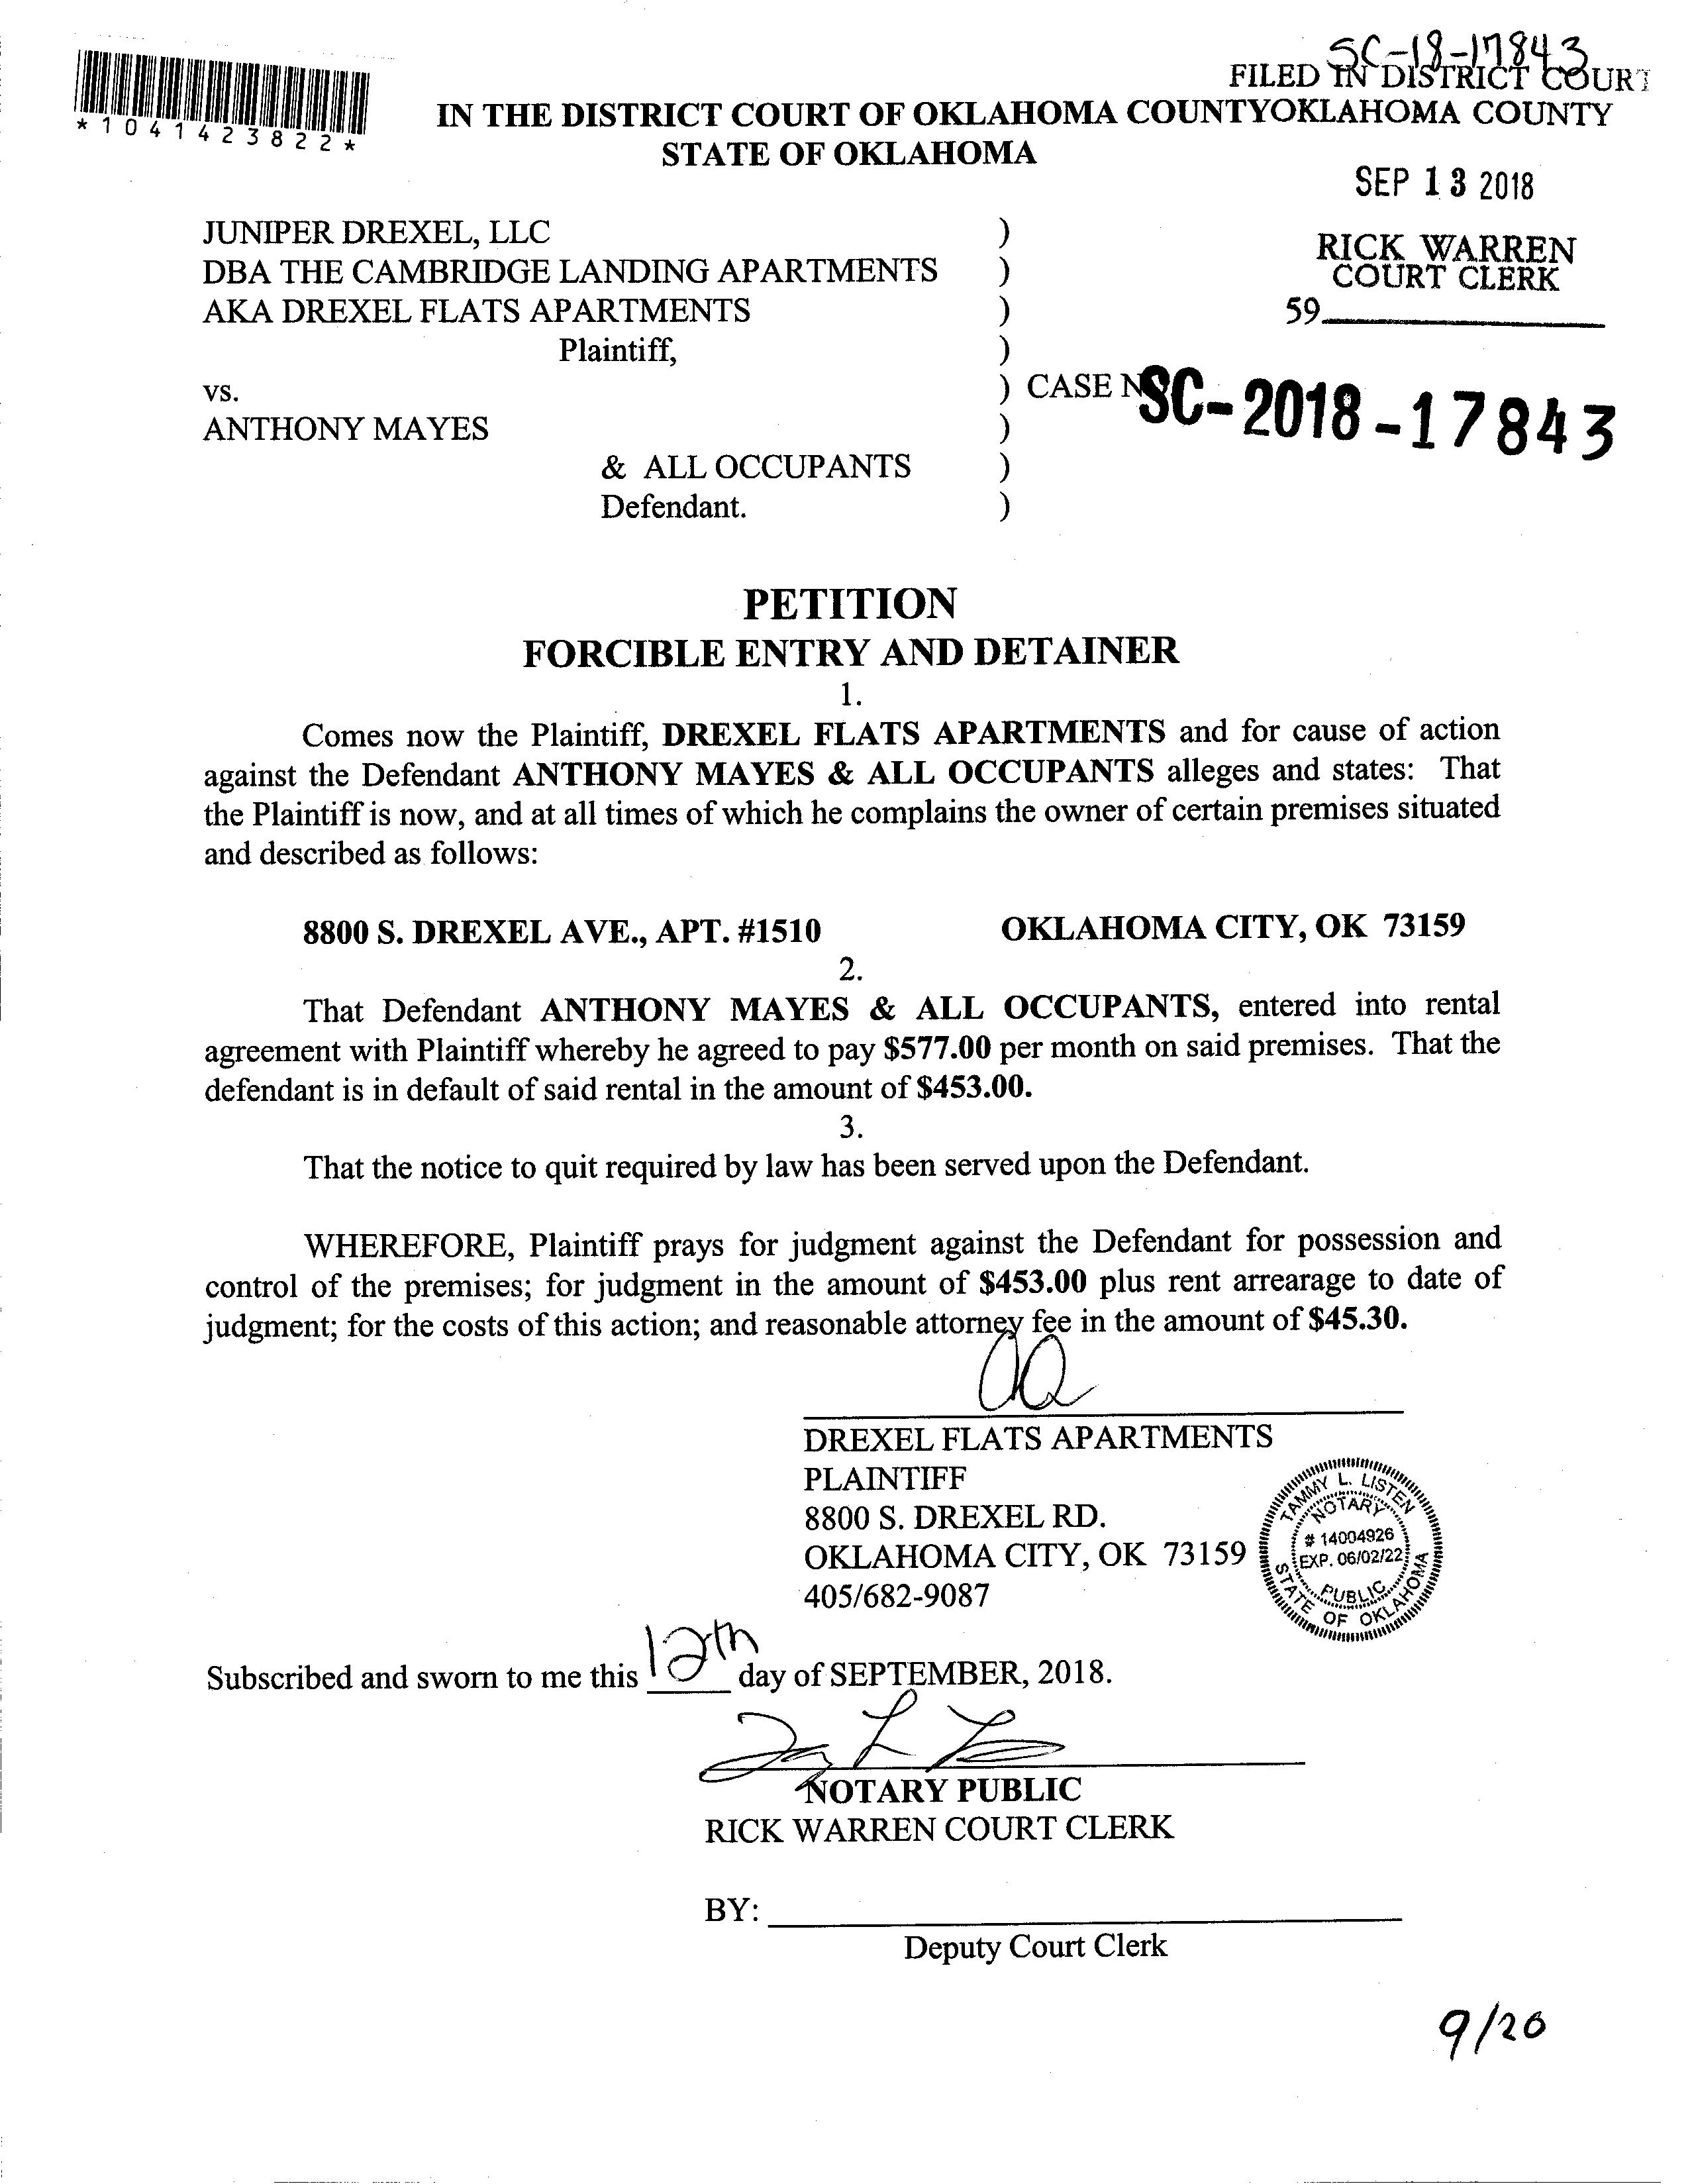 SC-18-17843
FILED IN DISTRICT COURT
*1041423822*
IN THE DISTRICT COURT OF OKLAHOMA COUNTYOKLAHOMA COUNTY
STATE OF OKLAHOMA
SEP 13 2018
JUNIPER DREXEL, LLC )
DBA THE CAMBRIDGE LANDING APARTMENTS )
AKA DREXEL FLATS APARTMENTS )
RICK WARREN
COURT CLERK
59
Plaintiff, )
vs. ) CASE N SC-2018-17843
ANTHONY MAYES )
& ALL OCCUPANTS )
Defendant. )
PETITION
FORCIBLE ENTRY AND DETAINER
1.
Comes now the Plaintiff, DREXEL FLATS APARTMENTS and for cause of action
against the Defendant ANTHONY MAYES & ALL OCCUPANTS alleges and states: That
the Plaintiff is now, and at all times of which he complains the owner of certain premises situated
and described as follows:
8800 S. DREXEL AVE., APT. #1510 OKLAHOMA CITY, OK 73159
2.
That Defendant ANTHONY MAYES & ALL OCCUPANTS, entered into rental
agreement with Plaintiff whereby he agreed to pay $577.00 per month on said premises. That the
defendant is in default of said rental in the amount of $453.00.
3.
That the notice to quit required by law has been served upon the Defendant.
WHEREFORE, Plaintiff prays for judgment against the Defendant for possession and
control of the premises; for judgment in the amount of $453.00 plus rent arrearage to date of
judgment; for the costs of this action; and reasonable attorney fee in the amount of $45.30.
DREXEL FLATS APARTMENTS
PLAINTIFF
8800 S. DREXEL RD.
OKLAHOMA CITY, OK 73159
405/682-9087
TAMMY L. LISTEN
NOTARY
# 14004926
EXP. 06/02/22
PUBLIC
STATE OF OKLAHOMA
Subscribed and sworn to me this 12th day of SEPTEMBER, 2018.
NOTARY PUBLIC
RICK WARREN COURT CLERK
BY:
Deputy Court Clerk
9/20